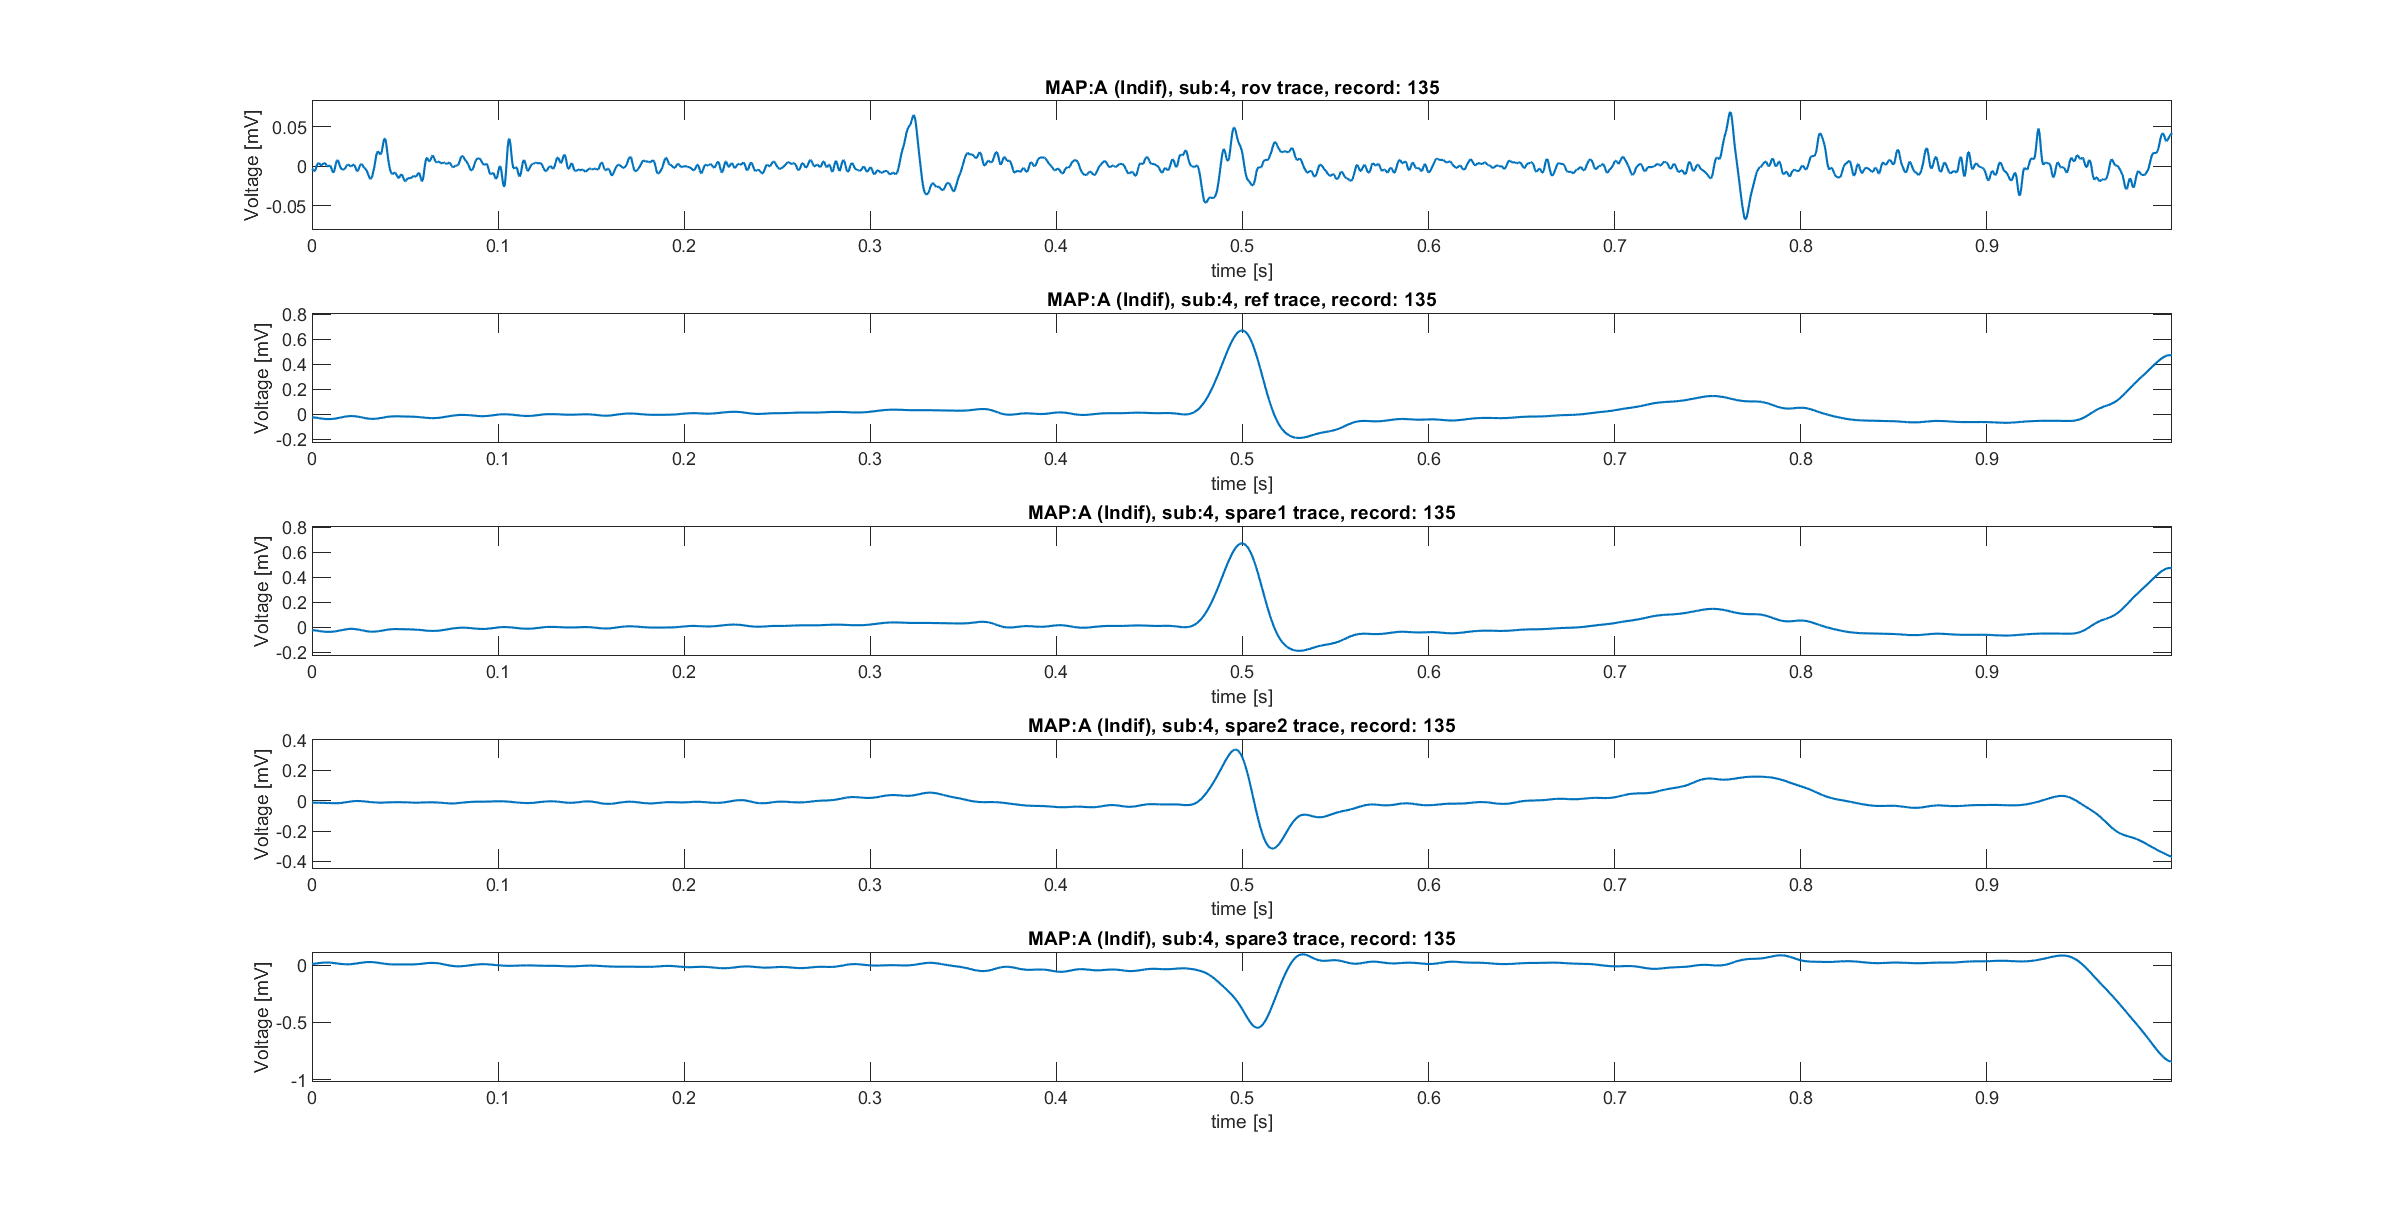 MAP:A (Indif), sub:4, rov trace, record: 135
Voltage [mV]
0.05
0
-0.05
0 0.1 0.2 0.3 0.4 0.5 0.6 0.7 0.8 0.9
time [s]
MAP:A (Indif), sub:4, ref trace, record: 135
Voltage [mV]
0.8
0.6
0.4
0.2
0
-0.2
0 0.1 0.2 0.3 0.4 0.5 0.6 0.7 0.8 0.9
time [s]
MAP:A (Indif), sub:4, spare1 trace, record: 135
Voltage [mV]
0.8
0.6
0.4
0.2
0
-0.2
0 0.1 0.2 0.3 0.4 0.5 0.6 0.7 0.8 0.9
time [s]
MAP:A (Indif), sub:4, spare2 trace, record: 135
Voltage [mV]
0.4
0.2
0
-0.2
-0.4
0 0.1 0.2 0.3 0.4 0.5 0.6 0.7 0.8 0.9
time [s]
MAP:A (Indif), sub:4, spare3 trace, record: 135
Voltage [mV]
0
-0.5
-1
0 0.1 0.2 0.3 0.4 0.5 0.6 0.7 0.8 0.9
time [s]